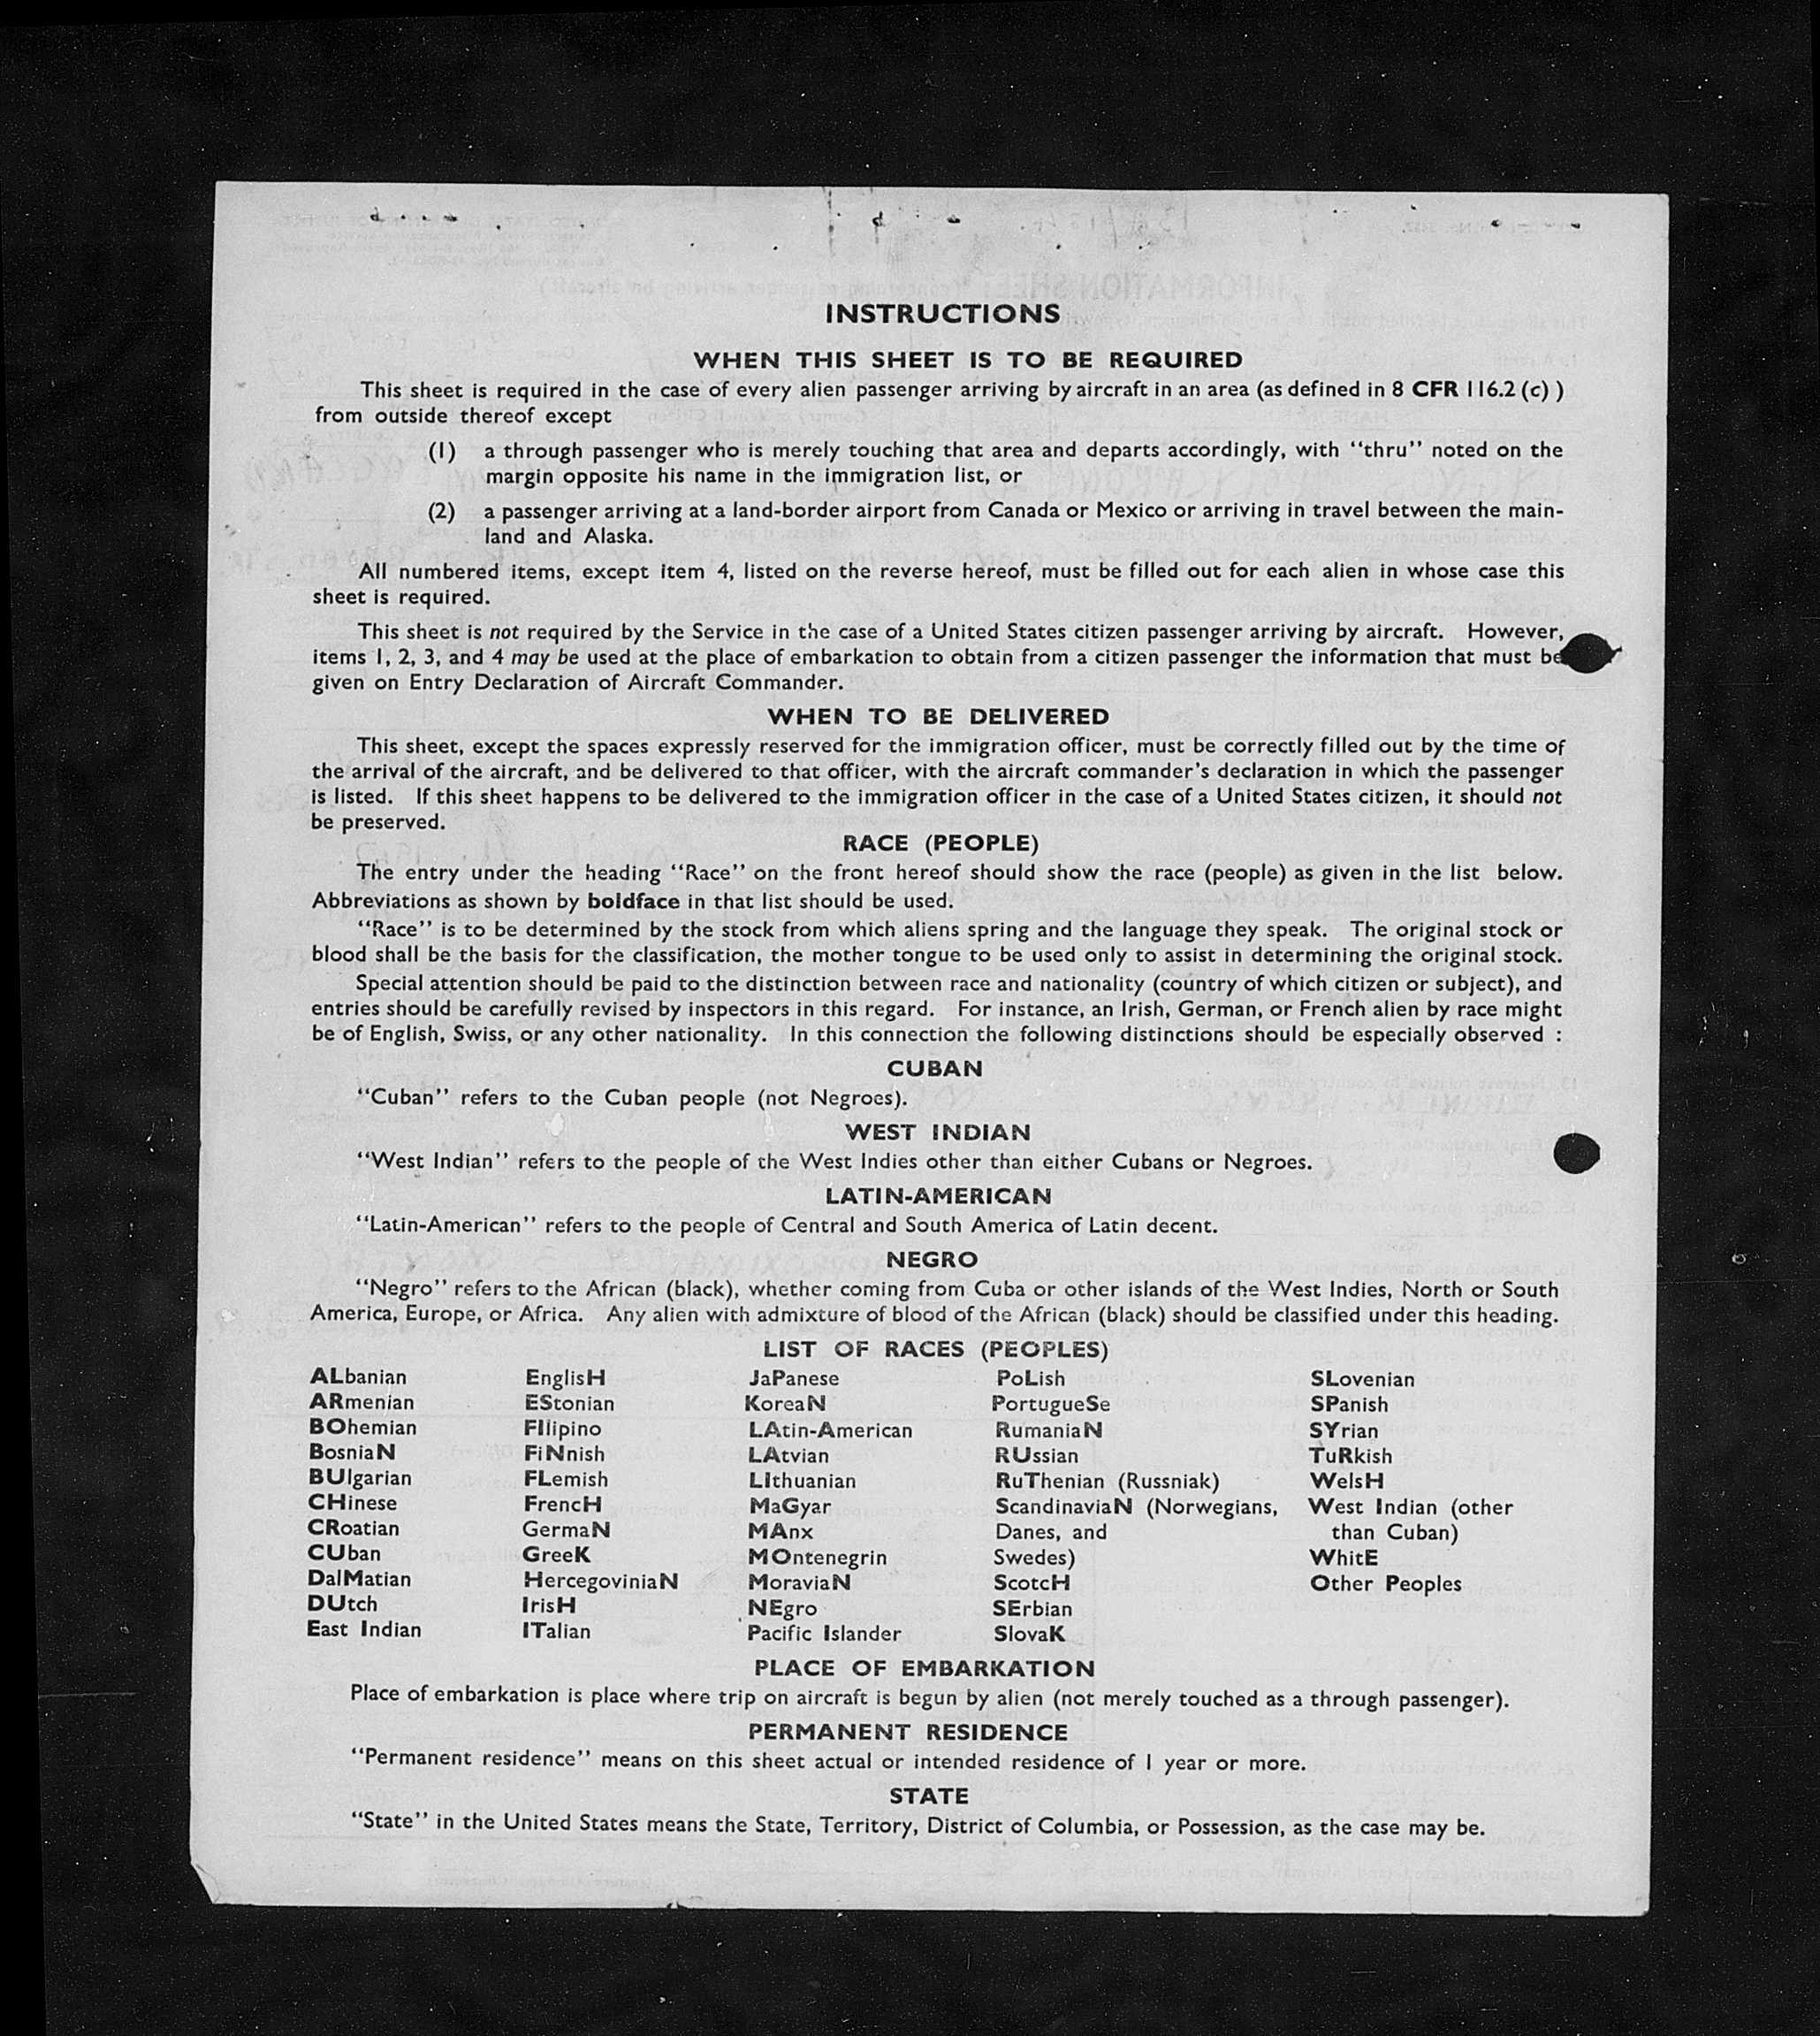 INSTRUCTIONS
WHEN THIS SHEET IS TO BE REQUIRED
This sheet is required in the case of every alien passenger arriving by aircraft in an area (as defined in 8 CFR 116.2 (c) )
from outside thereof except
(1) a through passenger who is merely touching that area and departs accordingly, with "thru" noted on the
margin opposite his name in the immigration list, or
(2) a passenger arriving at a land-border airport from Canada or Mexico or arriving in travel between the main-
land and Alaska.
All numbered items, except item 4, listed on the reverse hereof, must be filled out for each alien in whose case this
sheet is required.
This sheet is not required by the Service in the case of a United States citizen passenger arriving by aircraft. However,
items 1, 2, 3, and 4 may be used at the place of embarkation to obtain from a citizen passenger the information that must be
given on Entry Declaration of Aircraft Commander.
WHEN TO BE DELIVERED
This sheet, except the spaces expressly reserved for the immigration officer, must be correctly filled out by the time of
the arrival of the aircraft, and be delivered to that officer, with the aircraft commander's declaration in which the passenger
is listed. If this sheet happens to be delivered to the immigration officer in the case of a United States citizen, it should not
be preserved.
RACE (PEOPLE)
The entry under the heading "Race" on the front hereof should show the race (people) as given in the list below.
Abbreviations as shown by boldface in that list should be used.
"Race" is to be determined by the stock from which aliens spring and the language they speak. The original stock or
blood shall be the basis for the classification, the mother tongue to be used only to assist in determining the original stock.
Special attention should be paid to the distinction between race and nationality (country of which citizen or subject), and
entries should be carefully revised by inspectors in this regard. For instance, an Irish, German, or French alien by race might
be of English, Swiss, or any other nationality. In this connection the following distinctions should be especially observed :
CUBAN
"Cuban" refers to the Cuban people (not Negroes).
WEST INDIAN
"West Indian" refers to the people of the West Indies other than either Cubans or Negroes.
LATIN-AMERICAN
"Latin-American" refers to the people of Central and South America of Latin decent.
NEGRO
"Negro" refers to the African (black), whether coming from Cuba or other islands of the West Indies, North or South
America, Europe, or Africa. Any alien with admixture of blood of the African (black) should be classified under this heading.
LIST OF RACES (PEOPLES)
ALbanian
ARmenian
BOhemian
BosniaN
BUlgarian
CHinese
CRoatian
CUban
DalMatian
DUtch
East Indian
EnglisH
EStonian
FIlipino
FiNnish
FLemish
FrencH
GermaN
GreeK
HercegoviniaN
IrisH
ITalian
JaPanese
KoreaN
LAtin-American
LAtvian
LIthuanian
MaGyar
MAnx
MOntenegrin
MoraviaN
NEgro
Pacific Islander
PoLish
PortugueSe
RumaniaN
RUssian
RuThenian (Russniak)
ScandinaviaN (Norwegians,
Danes, and
Swedes)
ScotcH
SErbian
SlovaK
SLovenian
SPanish
SYrian
TuRkish
WelsH
West Indian (other
than Cuban)
WhitE
Other Peoples
PLACE OF EMBARKATION
Place of embarkation is place where trip on aircraft is begun by alien (not merely touched as a through passenger).
PERMANENT RESIDENCE
"Permanent residence" means on this sheet actual or intended residence of 1 year or more.
STATE
"State" in the United States means the State, Territory, District of Columbia, or Possession, as the case may be.